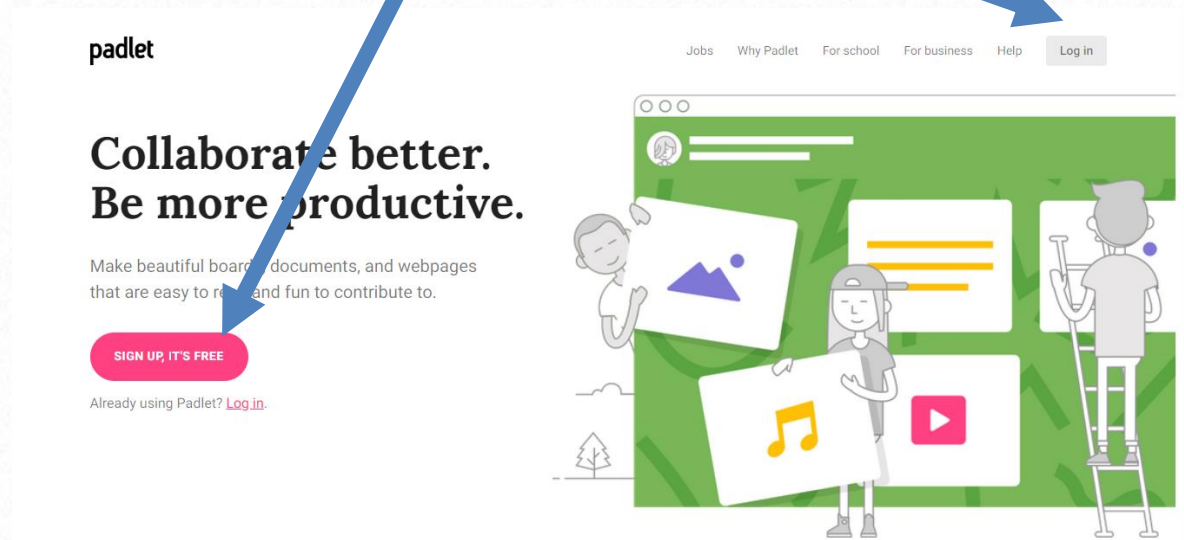 padlet
Jobs Why Padlet For school For business Help Log in
Collaborate better.
Be more productive.
Make beautiful boards, documents, and webpages
that are easy to read and fun to contribute to.
SIGN UP, IT'S FREE
Already using Padlet? Log in.